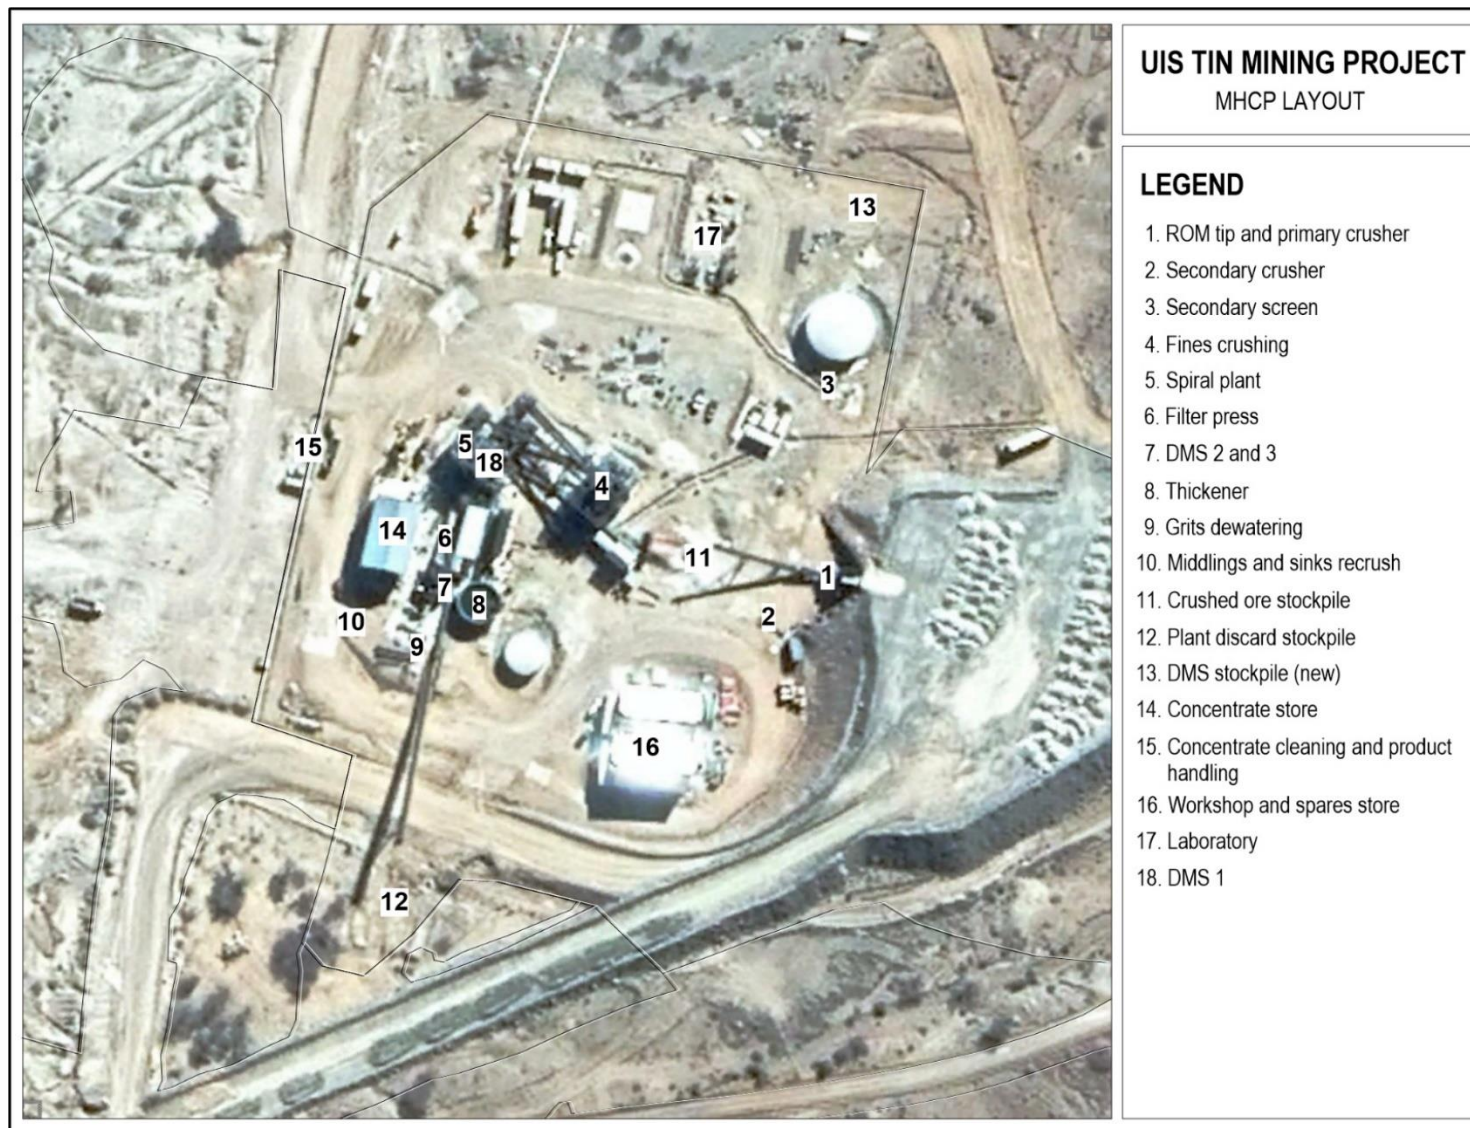 UIS TIN MINING PROJECT
MHCP LAYOUT
LEGEND
1. ROM tip and primary crusher
2. Secondary crusher
3. Secondary screen
4. Fines crushing
5. Spiral plant
6. Filter press
7. DMS 2 and 3
8. Thickener
9. Grits dewatering
10. Middlings and sinks recrush
11. Crushed ore stockpile
12. Plant discard stockpile
13. DMS stockpile (new)
14. Concentrate store
15. Concentrate cleaning and product
handling
16. Workshop and spares store
17. Laboratory
18. DMS 1
13
17
3
15
5
18
4
14
6
11
1
7
8
2
10
9
16
12